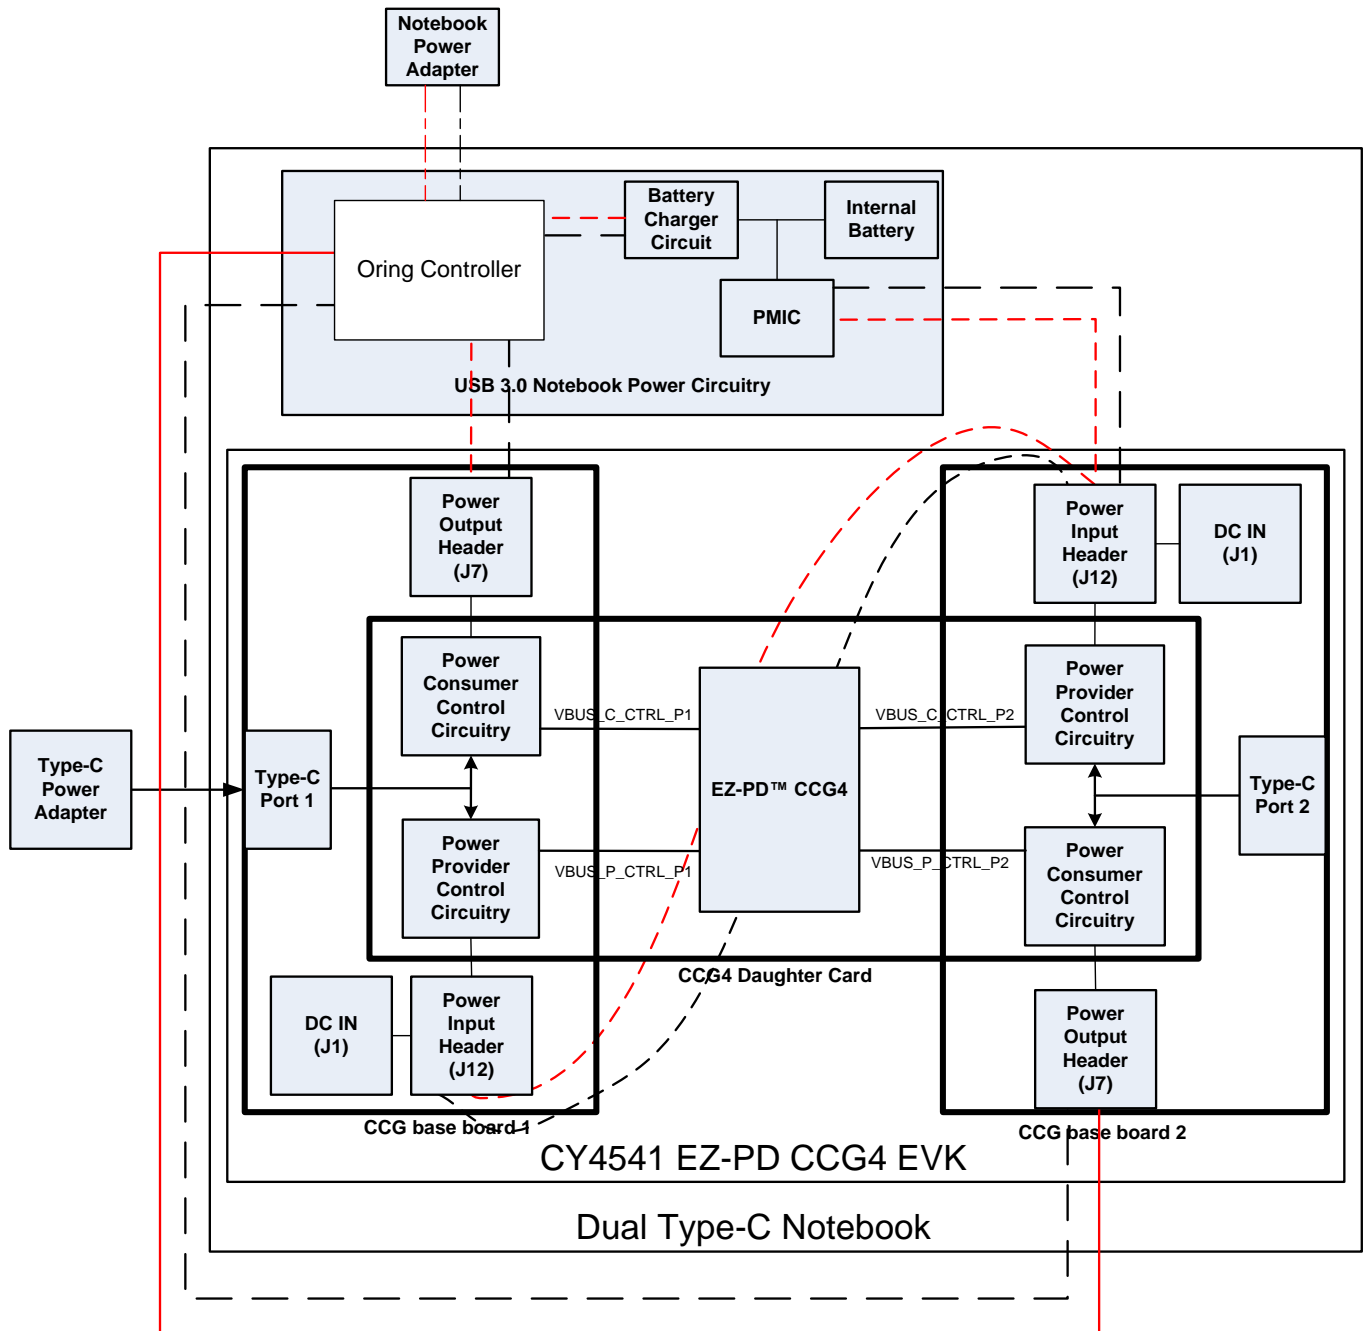 Notebook
Power
Adapter
Battery
Charger
Circuit
Internal
Battery
Oring Controller
PMIC
USB 3.0 Notebook Power Circuitry
Power
Output
Header
(J7)
Power
Input
Header
(J12)
DC IN
(J1)
Power
Consumer
Control
Circuitry
Power
Provider
Control
Circuitry
VBUS_C_CTRL_P1
VBUS_C_CTRL_P2
Type-C
Power
Adapter
Type-C
Port 1
EZ-PD™ CCG4
Type-C
Port 2
Power
Provider
Control
Circuitry
Power
Consumer
Control
Circuitry
VBUS_P_CTRL_P1
VBUS_P_CTRL_P2
CCG4 Daughter Card
DC IN
(J1)
Power
Input
Header
(J12)
Power
Output
Header
(J7)
CCG base board 1
CCG base board 2
CY4541 EZ-PD CCG4 EVK
Dual Type-C Notebook